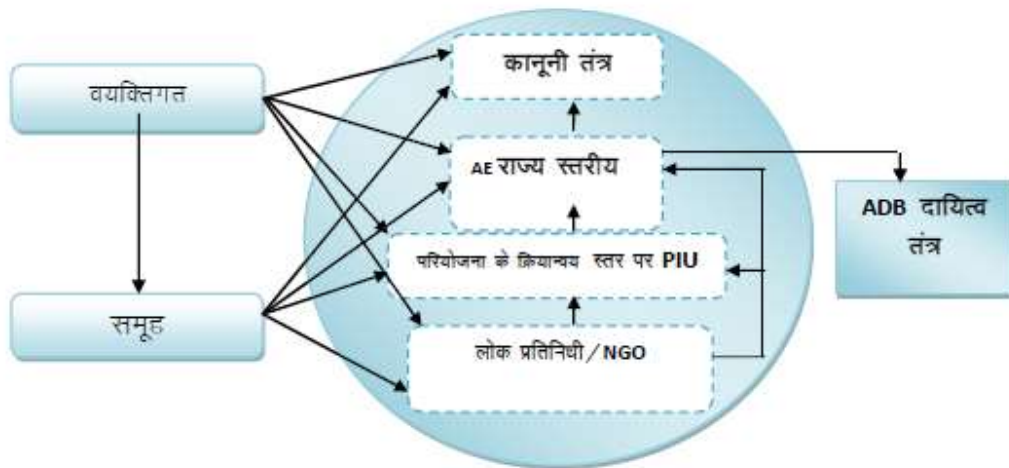 वयक्तिगत
समूह
कानूनी तंत्र
AE राज्य स्तरीय
परियोजना के क्रियान्वय स्तर पर PIU
लोक प्रतिनिधी/NGO
ADB दायित्व
तंत्र